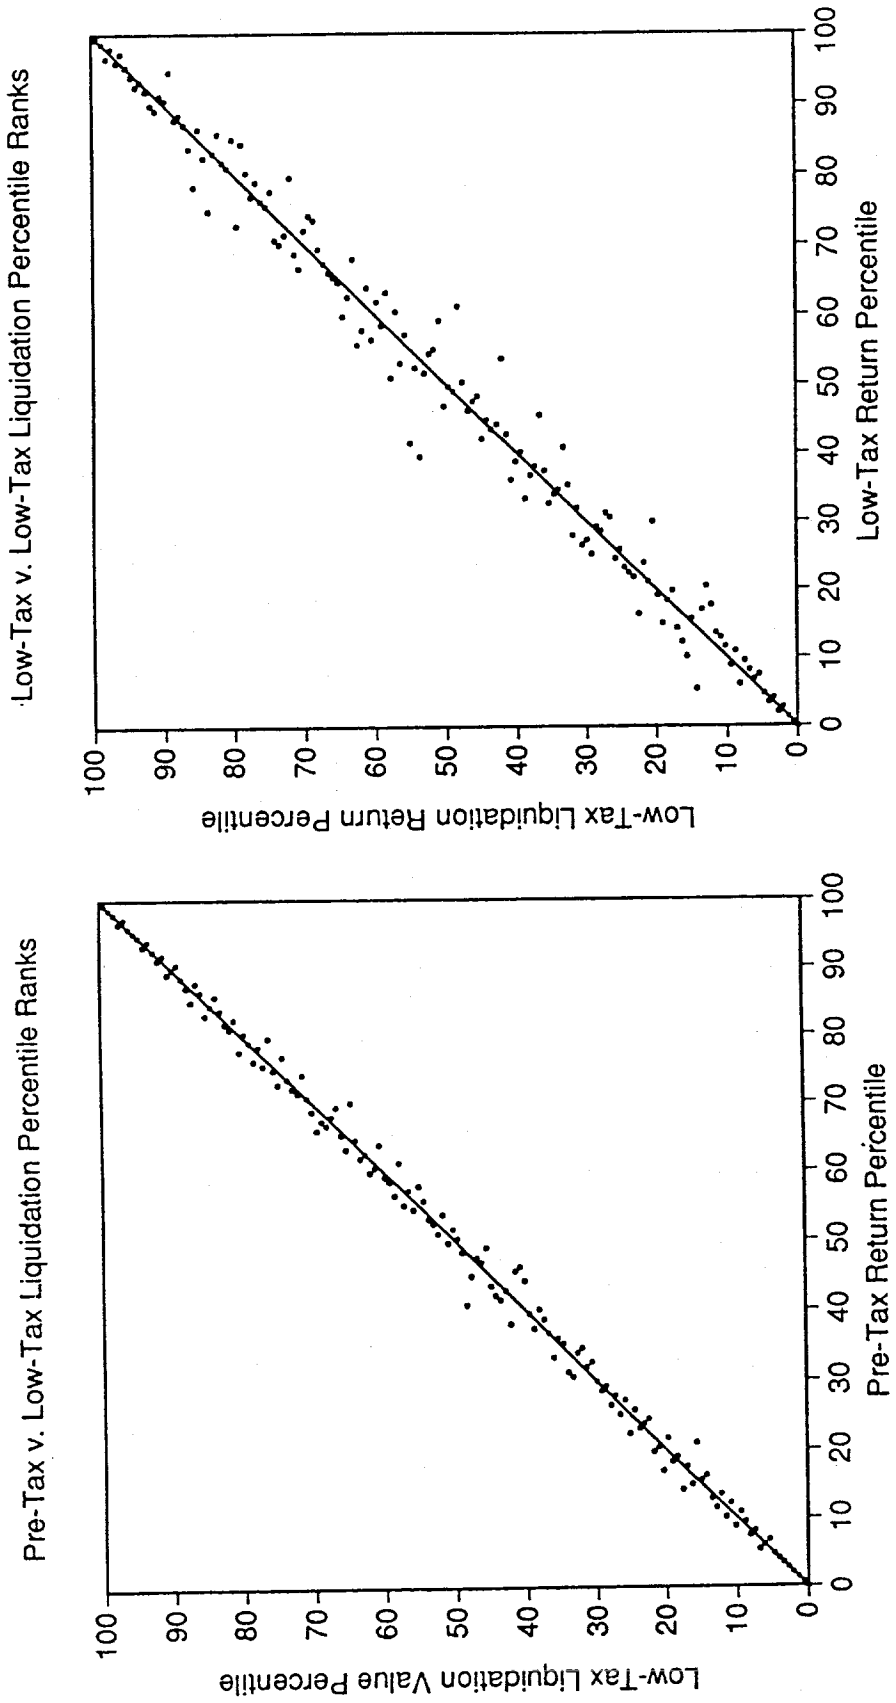 Pre-Tax v. Low-Tax Liquidation Percentile Ranks
Low-Tax Liquidation Value Percentile
100
90
80
70
60
50
40
30
20
10
0
0 10 20 30 40 50 60 70 80 90 100
Pre-Tax Return Percentile
Low-Tax v. Low-Tax Liquidation Percentile Ranks
Low-Tax Liquidation Return Percentile
100
90
80
70
60
50
40
30
20
10
0
0 10 20 30 40 50 60 70 80 90 100
Low-Tax Return Percentile